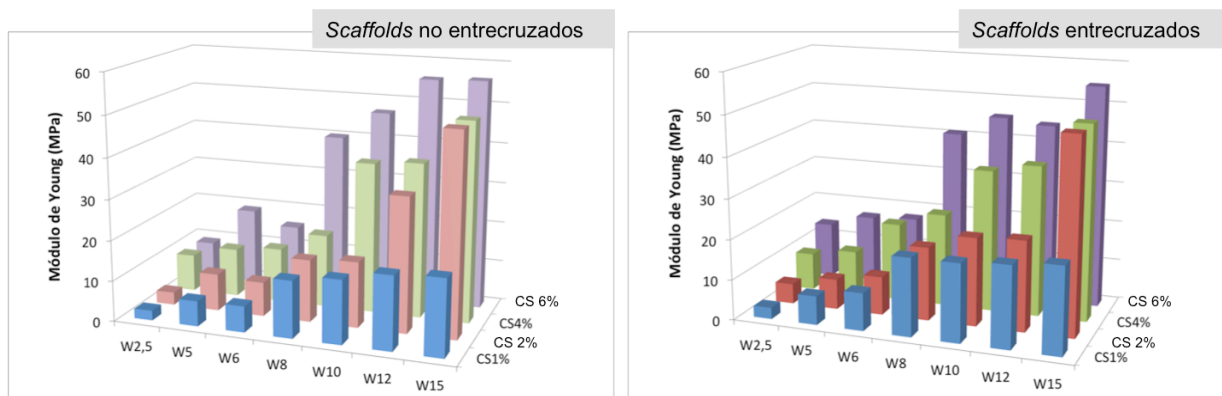 Scaffolds no entrecruzados
Módulo de Young (MPa)
60
50
40
30
20
10
0
W2,5
W5
W6
W8
W10
W12
W15
CS 6%
CS4%
CS 2%
CS1%
Scaffolds entrecruzados
Módulo de Young (MPa)
60
50
40
30
20
10
0
W2,5
W5
W6
W8
W10
W12
W15
CS 6%
CS4%
CS 2%
CS1%